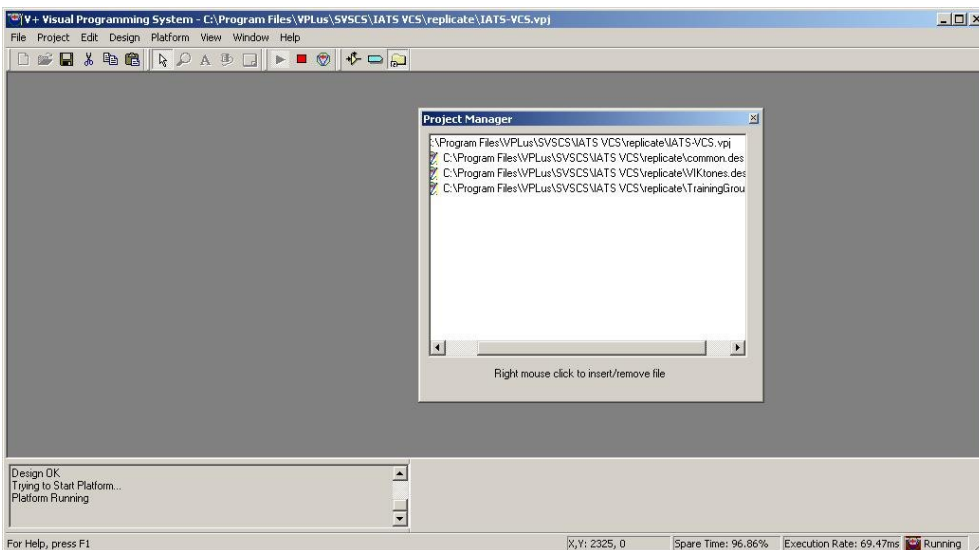 V+ Visual Programming System - C:\Program Files\VPLus\SVSCS\IATS VCS\replicate\IATS-VCS.vpj
File Project Edit Design Platform View Window Help
Project Manager
:\Program Files\VPLus\SVSCS\IATS VCS\replicate\IATS-VCS.vpj
C:\Program Files\VPLus\SVSCS\IATS VCS\replicate\common.des
C:\Program Files\VPLus\SVSCS\IATS VCS\replicate\VIKtones.des
C:\Program Files\VPLus\SVSCS\IATS VCS\replicate\TrainingGrou
Right mouse click to insert/remove file
Design OK
Trying to Start Platform...
Platform Running
For Help, press F1
X,Y: 2325, 0
Spare Time: 96.86%
Execution Rate: 69.47ms
Running